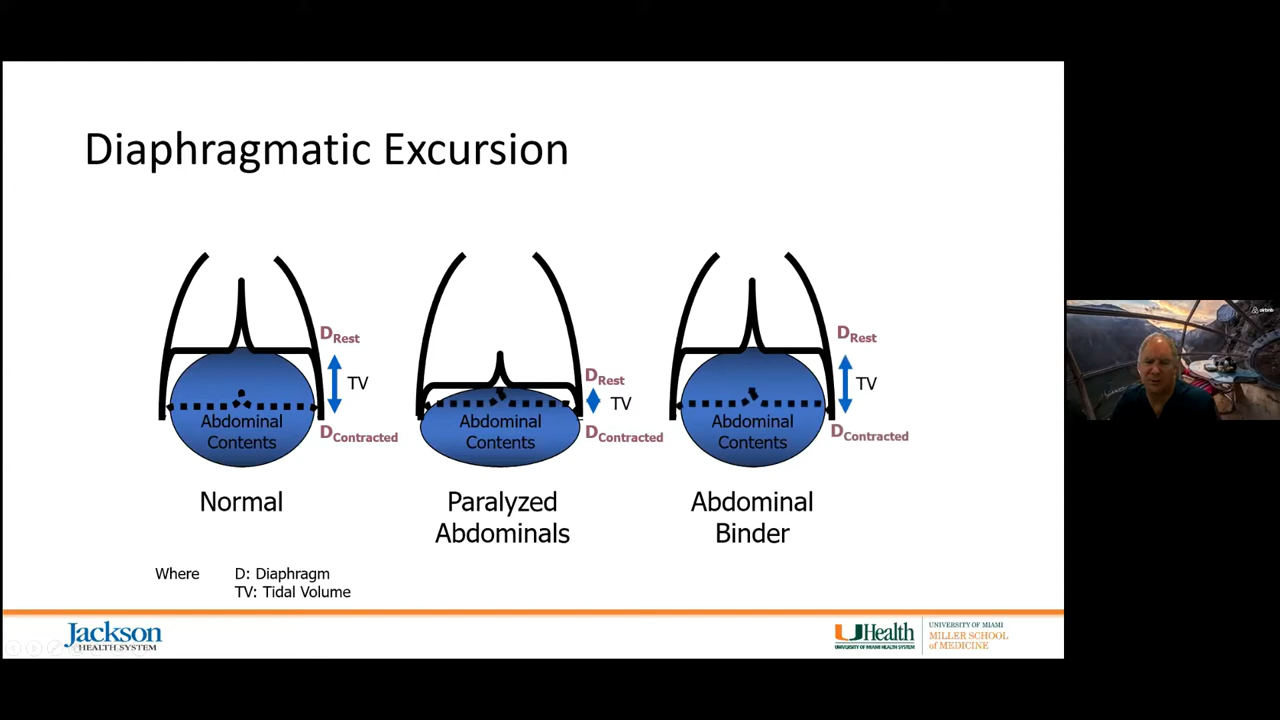 Diaphragmatic Excursion
D Rest
TV
D Contracted
Abdominal
Contents
Normal
D Rest
TV
D Contracted
Abdominal
Contents
Paralyzed
Abdominals
D Rest
TV
D Contracted
Abdominal
Contents
Abdominal
Binder
Where D: Diaphragm
TV: Tidal Volume
Jackson
HEALTH SYSTEM
UHealth
UNIVERSITY OF MIAMI HEALTH SYSTEM
UNIVERSITY OF MIAMI
MILLER SCHOOL
of MEDICINE
airbnb